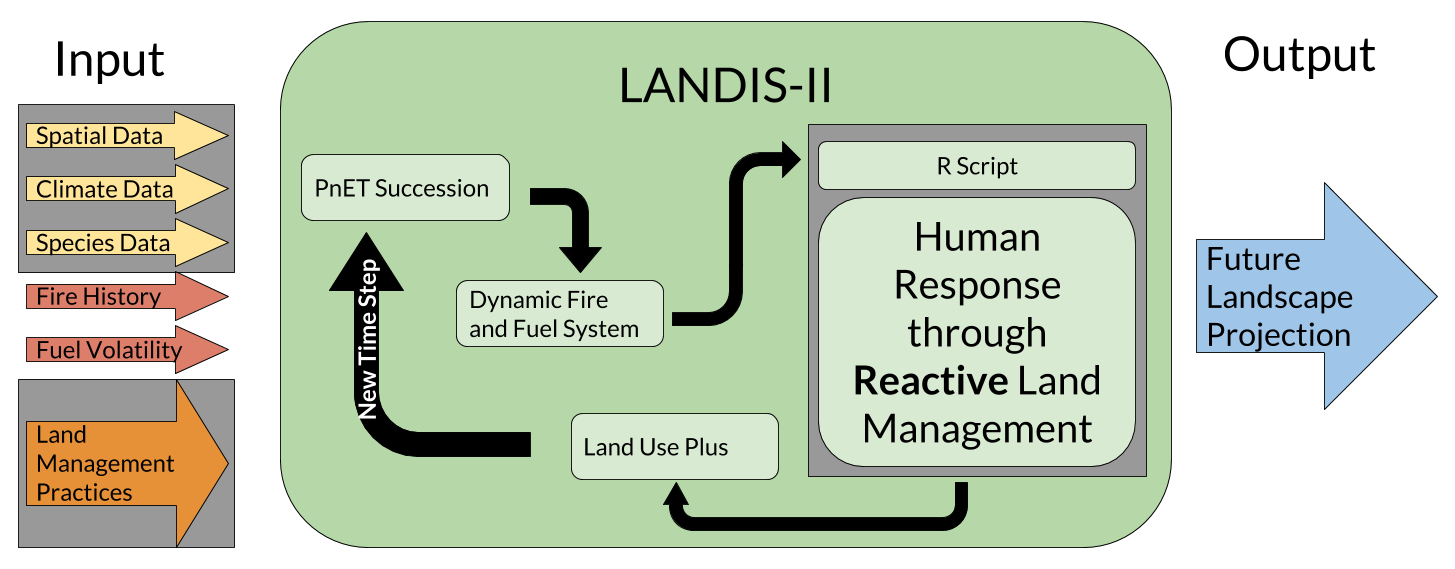 Input
Spatial Data
Climate Data
Species Data
Fire History
Fuel Volatility
Land
Management
Practices
LANDIS-II
PnET Succession
Dynamic Fire
and Fuel System
New Time Step
Land Use Plus
R Script
Human
Response
through
Reactive Land
Management
Output
Future
Landscape
Projection